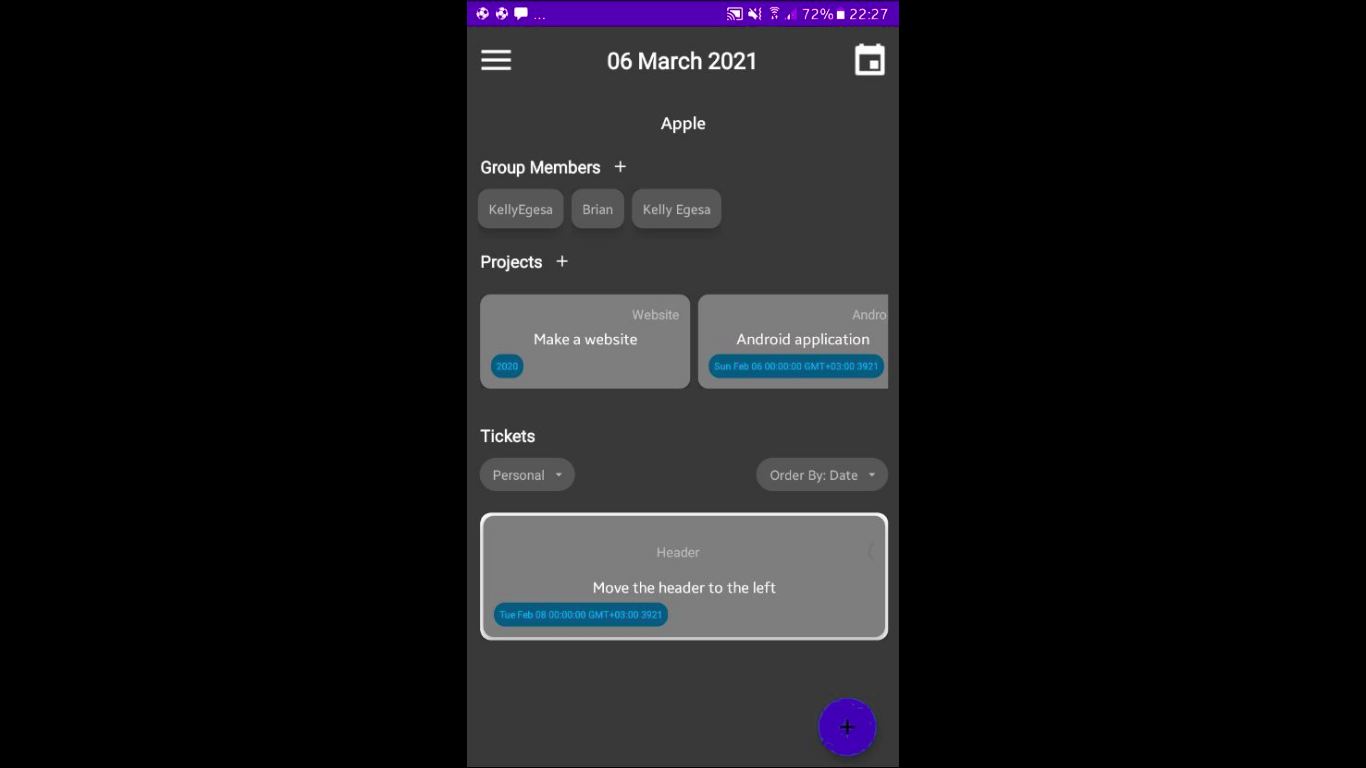 ... 72% 22:27
06 March 2021
Apple
Group Members +
KellyEgesa Brian Kelly Egesa
Projects +
Website Andro
Make a website Android application
2020 Sun Feb 06 00:00:00 GMT+03:00 3921
Tickets
Personal Order By: Date
Header
Move the header to the left
Tue Feb 08 00:00:00 GMT+03:00 3921
+